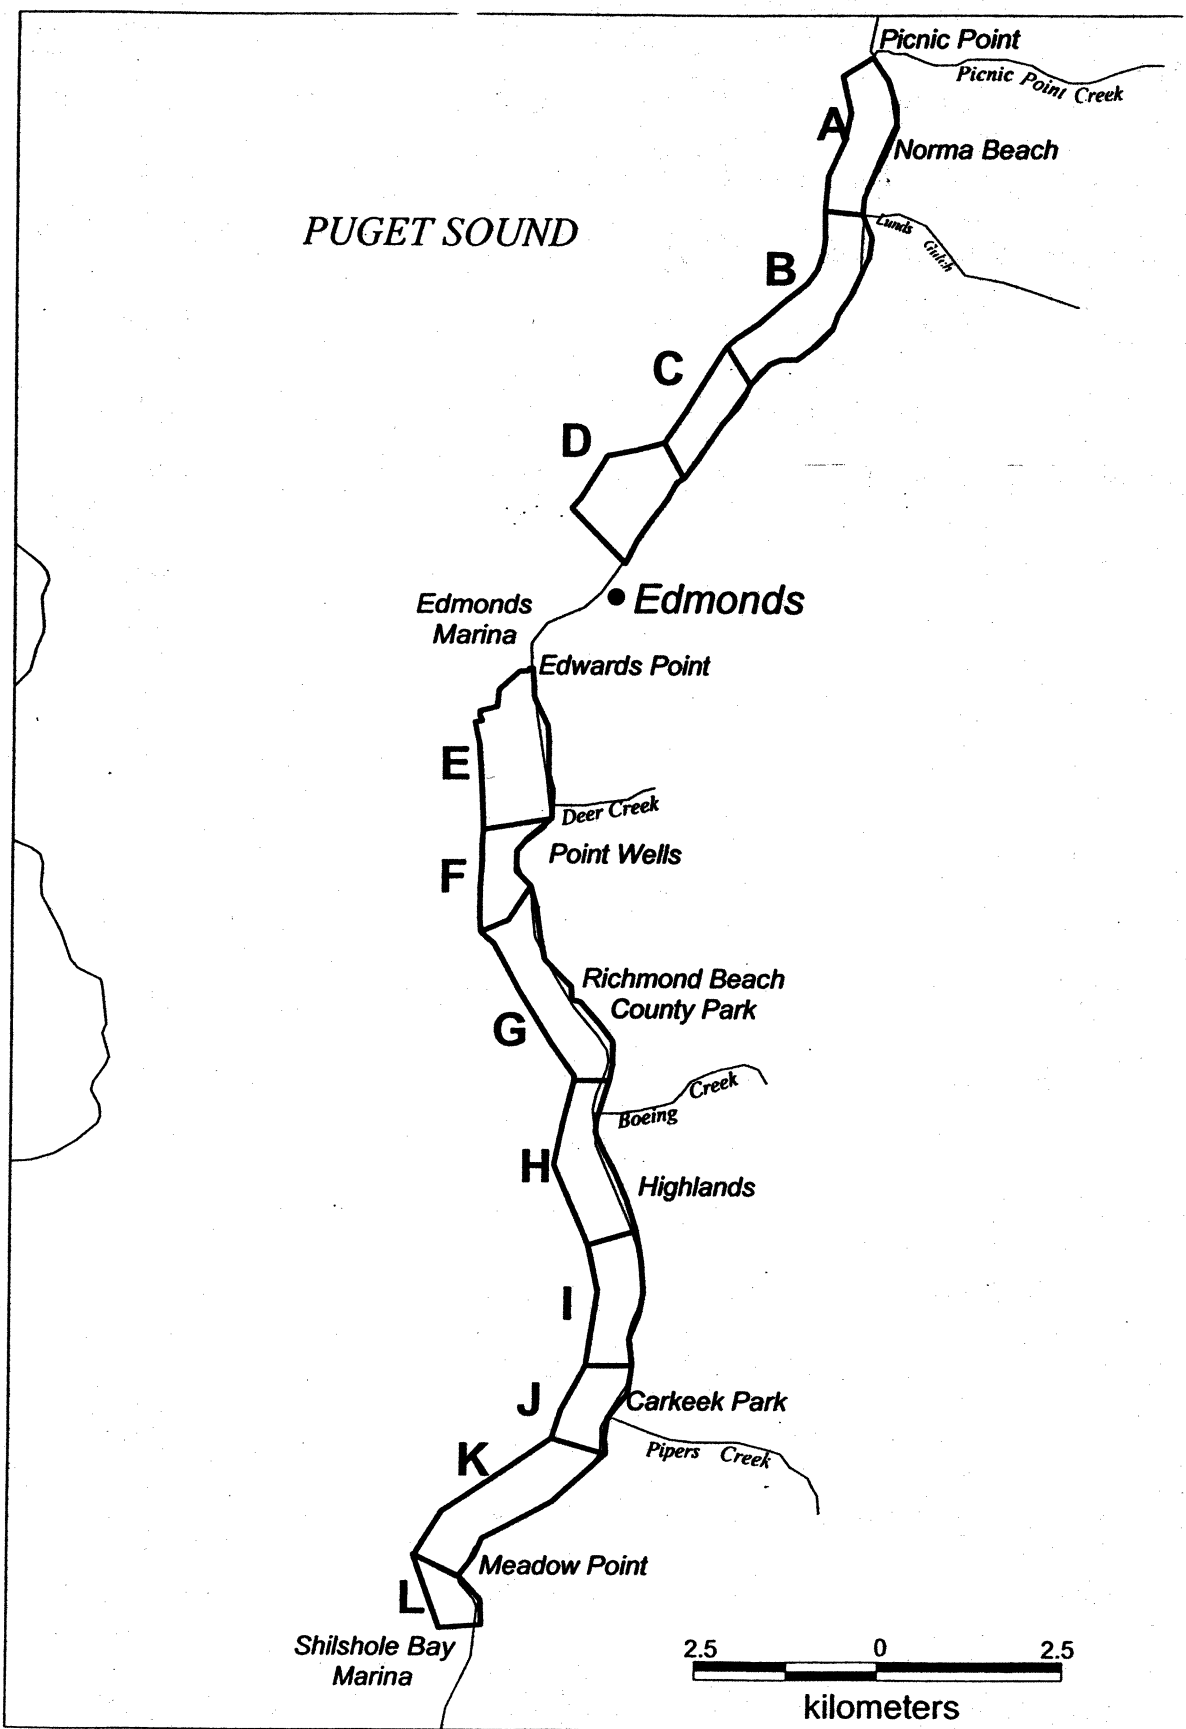 Picnic Point
Picnic Point Creek
A
Norma Beach
PUGET SOUND
Lunds
Gulch
B
C
D
Edmonds
Edmonds
Marina
Edwards Point
E
Deer Creek
Point Wells
F
Richmond Beach
County Park
G
Boeing Creek
H
Highlands
I
J
Carkeek Park
K
Pipers Creek
Meadow Point
L
Shilshole Bay
Marina
2.5 0 2.5
kilometers